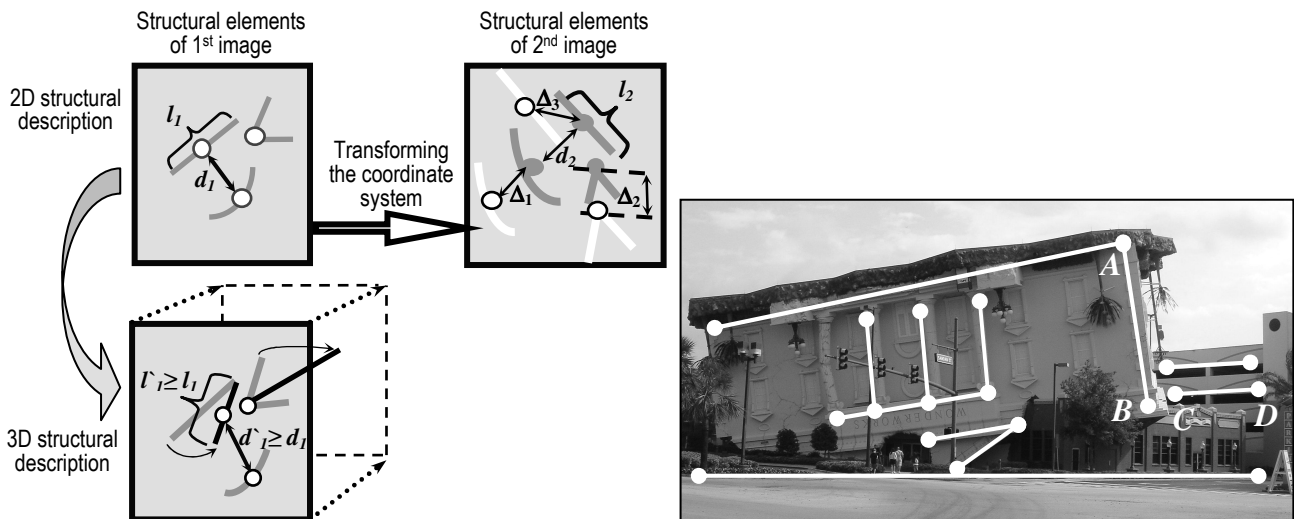 Structural elements
of 1st image
Structural elements
of 2nd image
2D structural
description
l1
d1
Transforming
the coordinate
system
Δ3
l2
d2
Δ1
Δ2
3D structural
description
l`1≥l1
d`1≥d1
A
B
C
D
WONDERWORKS